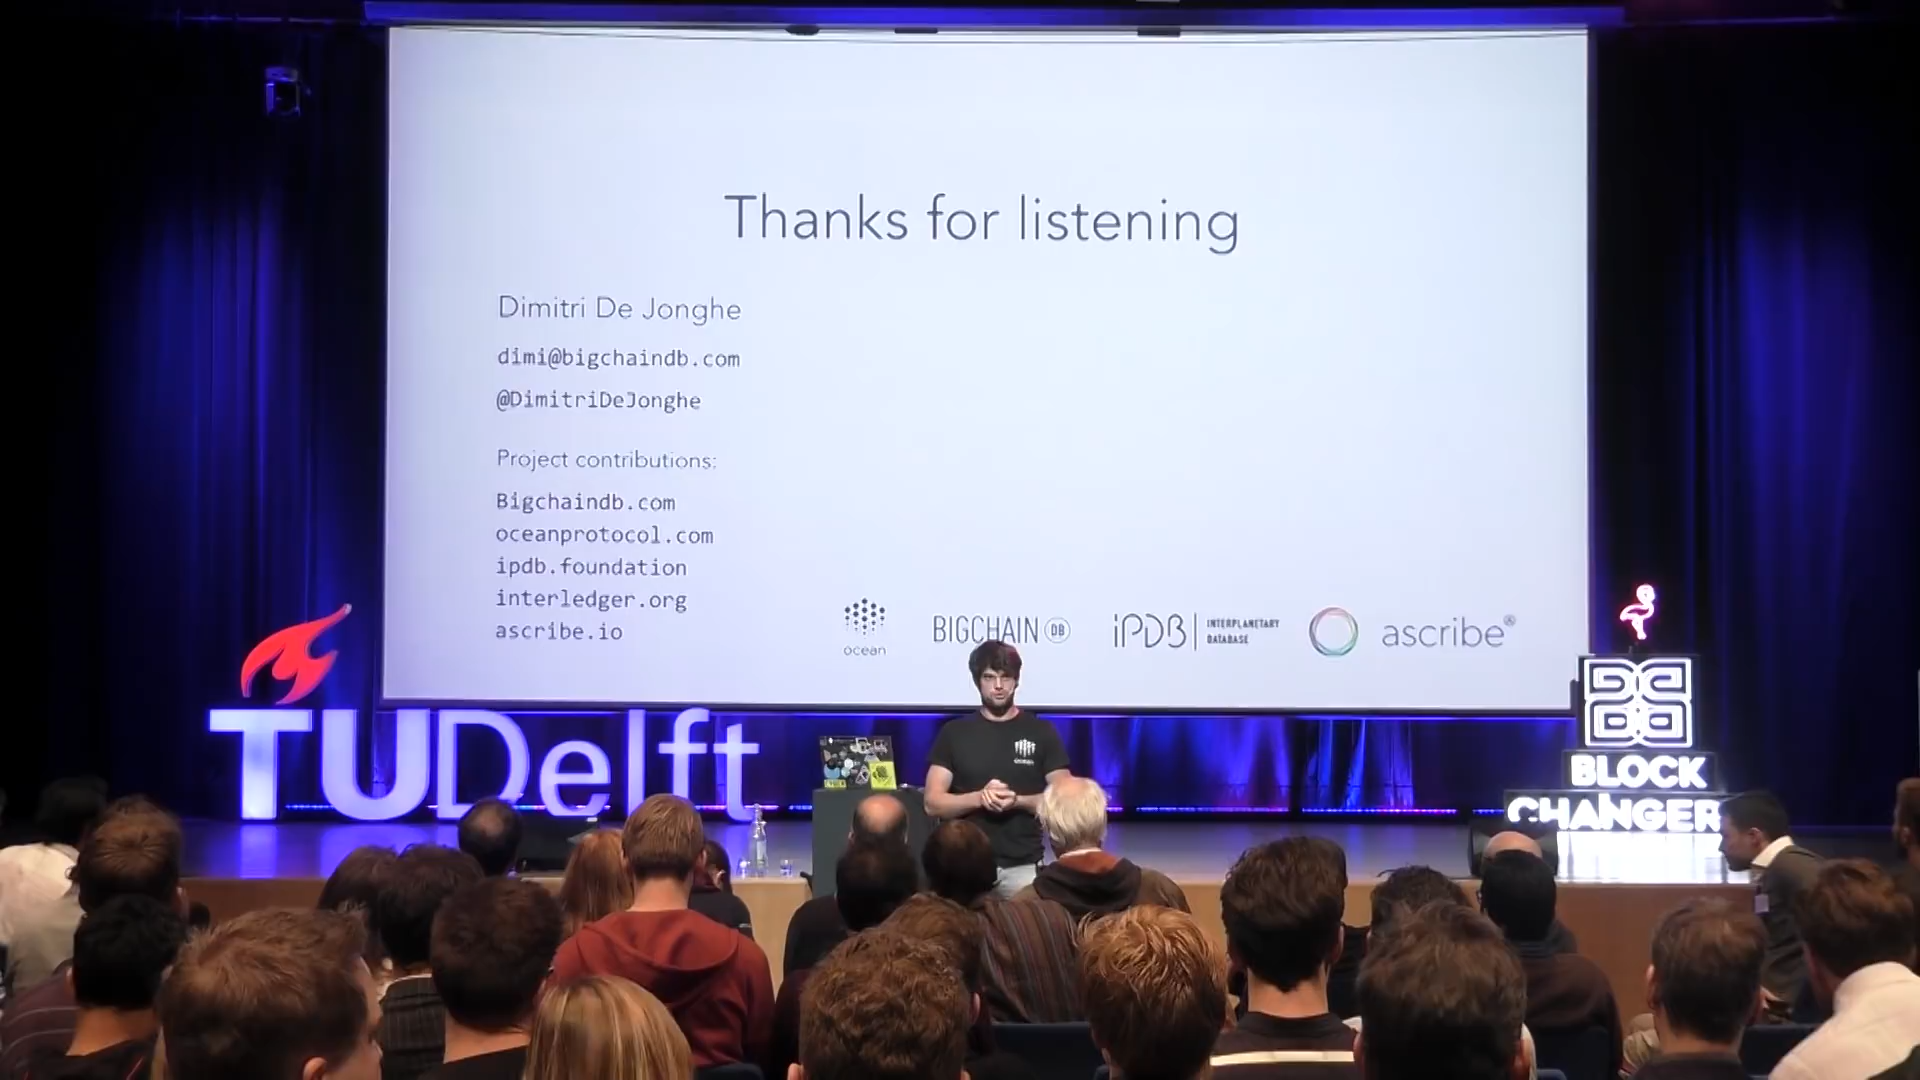 Thanks for listening
Dimitri De Jonghe
dimi@bigchaindb.com
@DimitriDeJonghe
Project contributions:
Bigchaindb.com
oceanprotocol.com
ipdb.foundation
interledger.org
ascribe.io
ocean
BIGCHAIN DB
iPDB INTERPLANETARY DATABASE
ascribe®
TUDelft
BLOCK
CHANGER